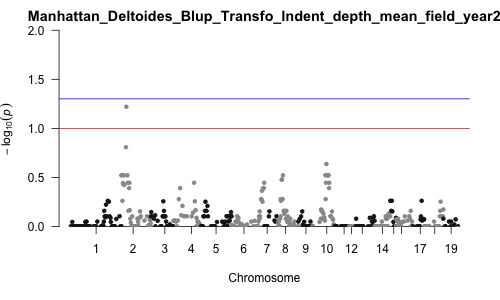 Manhattan_Deltoides_Blup_Transfo_Indent_depth_mean_field_year2
2.0
1.5
1.0
0.5
0.0
− log10(p)
1 2 3 4 5 6 7 8 9 10 12 14 17 19
Chromosome